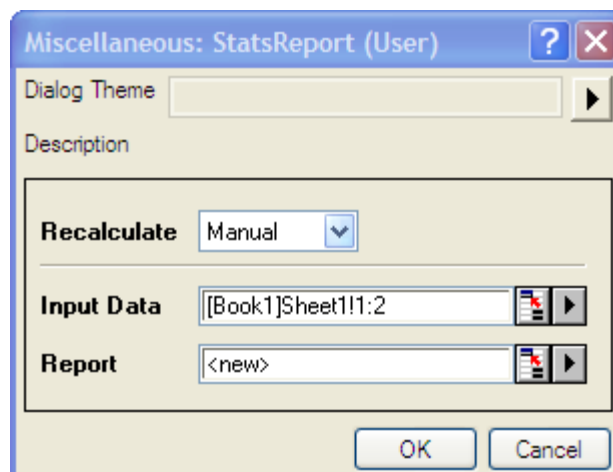 Miscellaneous: StatsReport (User)
Dialog Theme
Description
Recalculate Manual
Input Data [Book1]Sheet1!1:2
Report <new>
OK Cancel